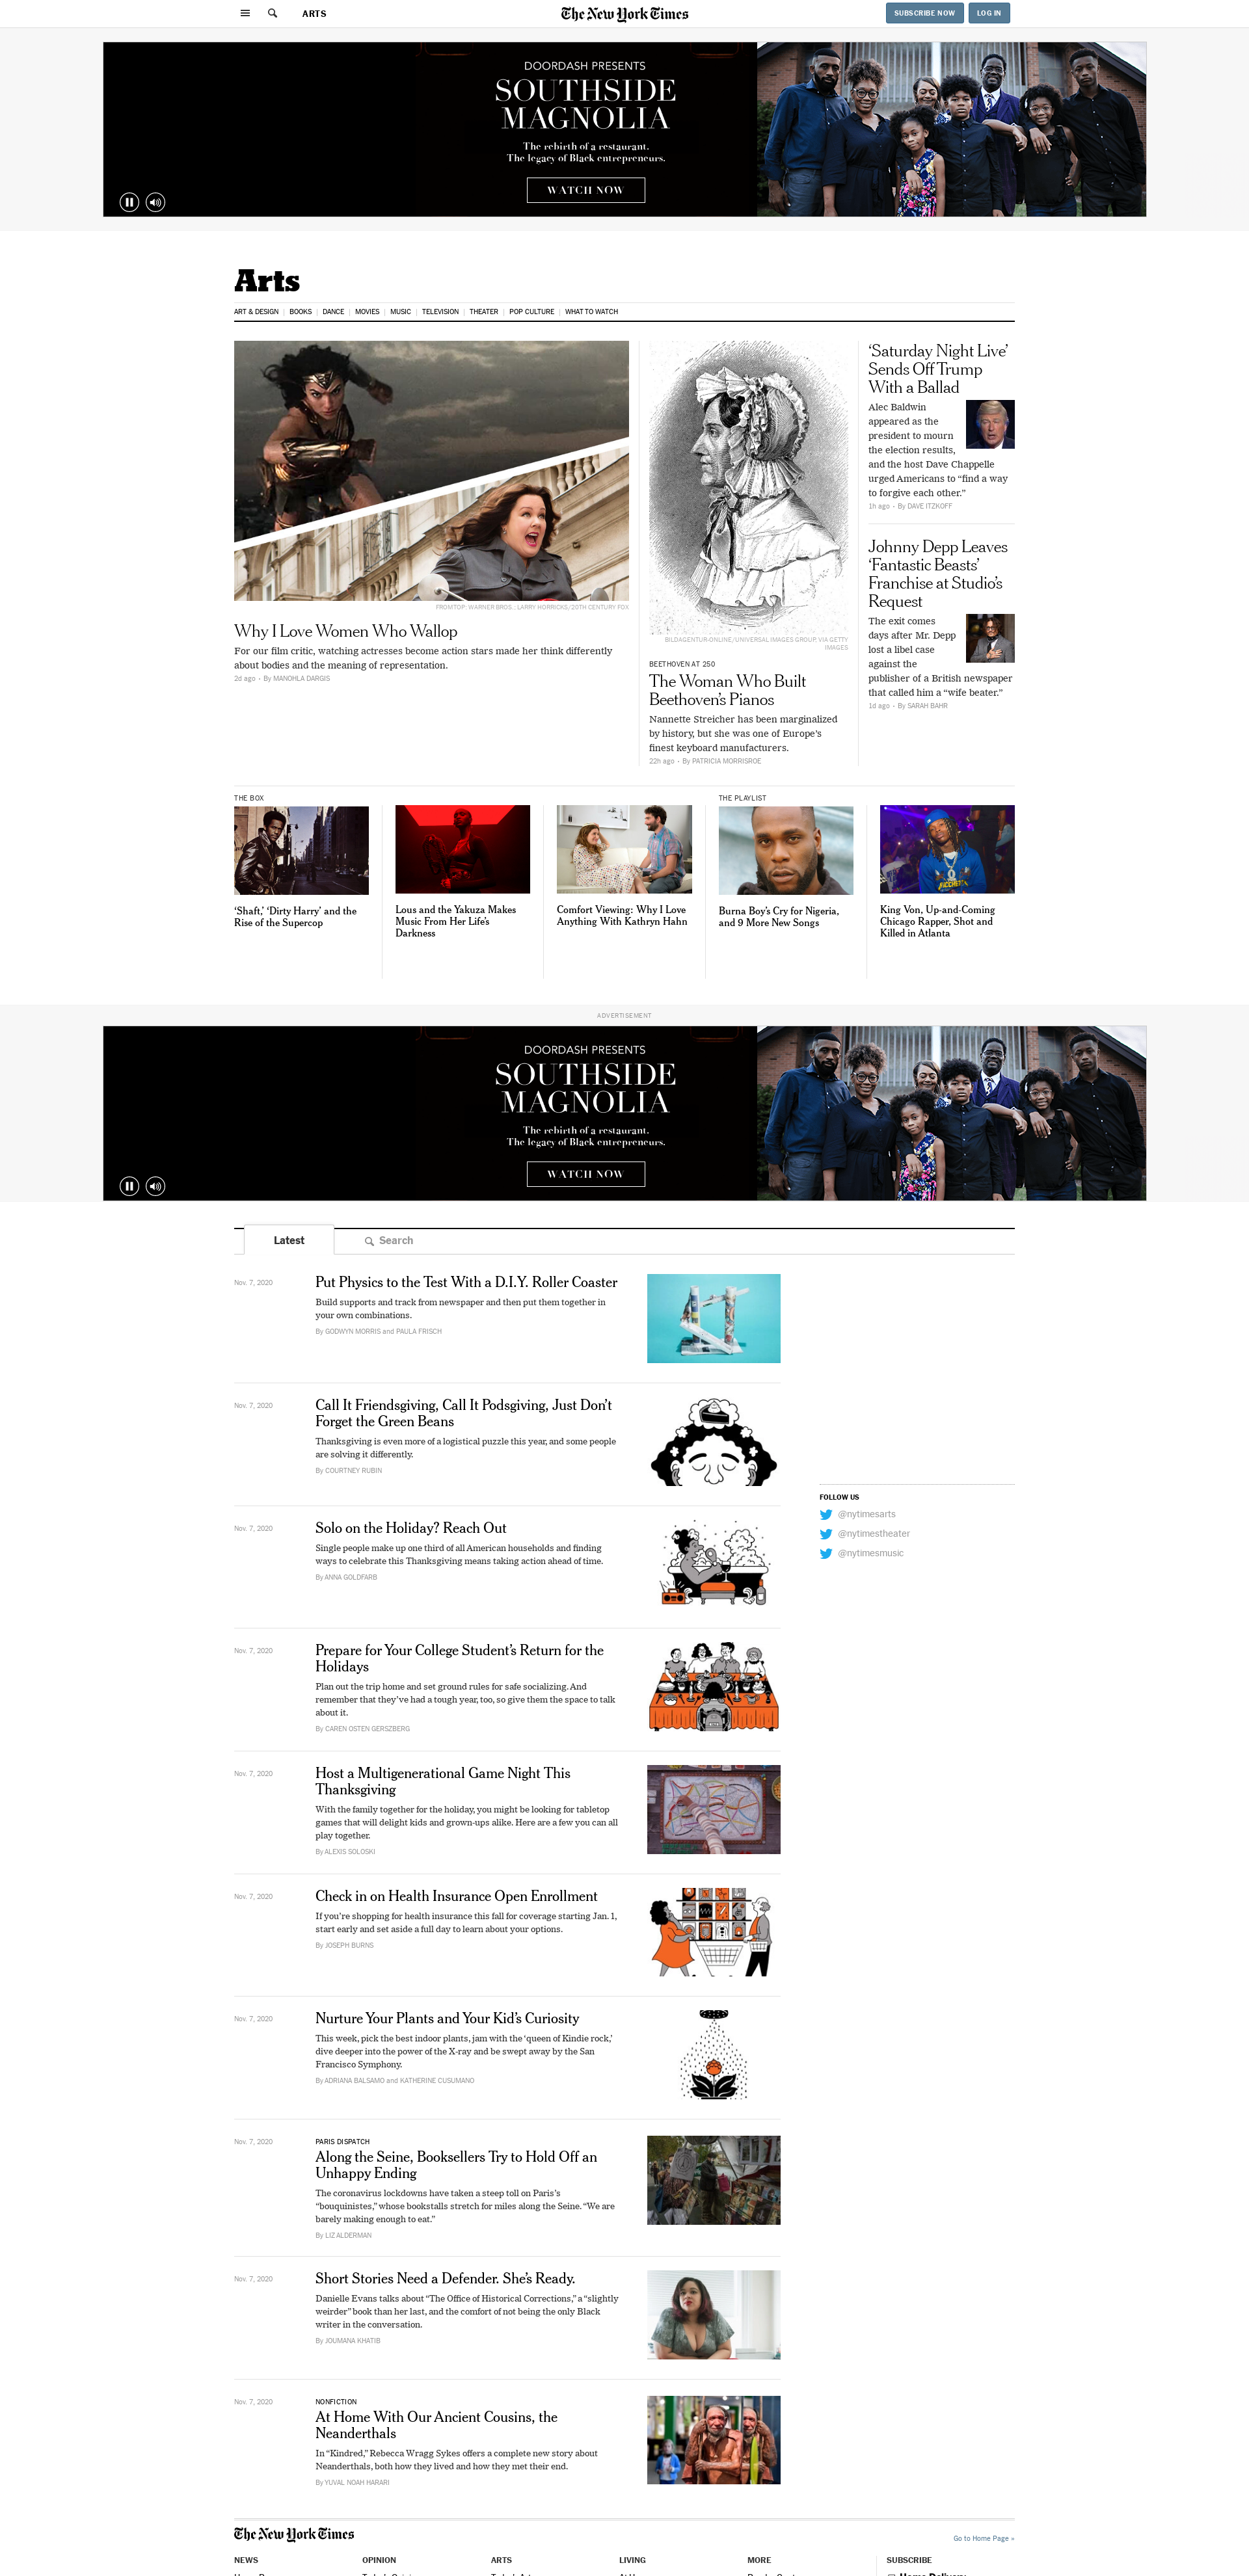 ARTS
The New York Times
SUBSCRIBE NOW
LOG IN
DOORDASH PRESENTS
SOUTHSIDE
MAGNOLIA
The rebirth of a restaurant.
The legacy of Black entrepreneurs.
WATCH NOW
Arts
ART & DESIGN
BOOKS
DANCE
MOVIES
MUSIC
TELEVISION
THEATER
POP CULTURE
WHAT TO WATCH
FROM TOP: WARNER BROS.; LARRY HORRICKS/20TH CENTURY FOX
Why I Love Women Who Wallop
For our film critic, watching actresses become action stars made her think differently
about bodies and the meaning of representation.
2d ago • By MANOHLA DARGIS
BILDAGENTUR-ONLINE/UNIVERSAL IMAGES GROUP, VIA GETTY
IMAGES
BEETHOVEN AT 250
The Woman Who Built
Beethoven’s Pianos
Nannette Streicher has been marginalized
by history, but she was one of Europe’s
finest keyboard manufacturers.
22h ago • By PATRICIA MORRISROE
‘Saturday Night Live’
Sends Off Trump
With a Ballad
Alec Baldwin
appeared as the
president to mourn
the election results,
and the host Dave Chappelle
urged Americans to “find a way
to forgive each other.”
1h ago • By DAVE ITZKOFF
Johnny Depp Leaves
‘Fantastic Beasts’
Franchise at Studio’s
Request
The exit comes
days after Mr. Depp
lost a libel case
against the
publisher of a British newspaper
that called him a “wife beater.”
1d ago • By SARAH BAHR
THE BOX
‘Shaft,’ ‘Dirty Harry’ and the
Rise of the Supercop
Lous and the Yakuza Makes
Music From Her Life’s
Darkness
Comfort Viewing: Why I Love
Anything With Kathryn Hahn
THE PLAYLIST
Burna Boy’s Cry for Nigeria,
and 9 More New Songs
King Von, Up-and-Coming
Chicago Rapper, Shot and
Killed in Atlanta
ADVERTISEMENT
DOORDASH PRESENTS
SOUTHSIDE
MAGNOLIA
The rebirth of a restaurant.
The legacy of Black entrepreneurs.
WATCH NOW
Latest
Search
Nov. 7, 2020
Put Physics to the Test With a D.I.Y. Roller Coaster
Build supports and track from newspaper and then put them together in
your own combinations.
By GODWYN MORRIS and PAULA FRISCH
Nov. 7, 2020
Call It Friendsgiving, Call It Podsgiving, Just Don’t
Forget the Green Beans
Thanksgiving is even more of a logistical puzzle this year, and some people
are solving it differently.
By COURTNEY RUBIN
Nov. 7, 2020
Solo on the Holiday? Reach Out
Single people make up one third of all American households and finding
ways to celebrate this Thanksgiving means taking action ahead of time.
By ANNA GOLDFARB
Nov. 7, 2020
Prepare for Your College Student’s Return for the
Holidays
Plan out the trip home and set ground rules for safe socializing. And
remember that they’ve had a tough year, too, so give them the space to talk
about it.
By CAREN OSTEN GERSZBERG
Nov. 7, 2020
Host a Multigenerational Game Night This
Thanksgiving
With the family together for the holiday, you might be looking for tabletop
games that will delight kids and grown-ups alike. Here are a few you can all
play together.
By ALEXIS SOLOSKI
Nov. 7, 2020
Check in on Health Insurance Open Enrollment
If you’re shopping for health insurance this fall for coverage starting Jan. 1,
start early and set aside a full day to learn about your options.
By JOSEPH BURNS
Nov. 7, 2020
Nurture Your Plants and Your Kid’s Curiosity
This week, pick the best indoor plants, jam with the ‘queen of Kindie rock,’
dive deeper into the power of the X-ray and be swept away by the San
Francisco Symphony.
By ADRIANA BALSAMO and KATHERINE CUSUMANO
Nov. 7, 2020
PARIS DISPATCH
Along the Seine, Booksellers Try to Hold Off an
Unhappy Ending
The coronavirus lockdowns have taken a steep toll on Paris’s
“bouquinistes,” whose bookstalls stretch for miles along the Seine. “We are
barely making enough to eat.”
By LIZ ALDERMAN
Nov. 7, 2020
Short Stories Need a Defender. She’s Ready.
Danielle Evans talks about “The Office of Historical Corrections,” a “slightly
weirder” book than her last, and the comfort of not being the only Black
writer in the conversation.
By JOUMANA KHATIB
Nov. 7, 2020
NONFICTION
At Home With Our Ancient Cousins, the
Neanderthals
In “Kindred,” Rebecca Wragg Sykes offers a complete new story about
Neanderthals, both how they lived and how they met their end.
By YUVAL NOAH HARARI
FOLLOW US
@nytimesarts
@nytimestheater
@nytimesmusic
The New York Times
Go to Home Page »
NEWS
OPINION
ARTS
LIVING
MORE
SUBSCRIBE